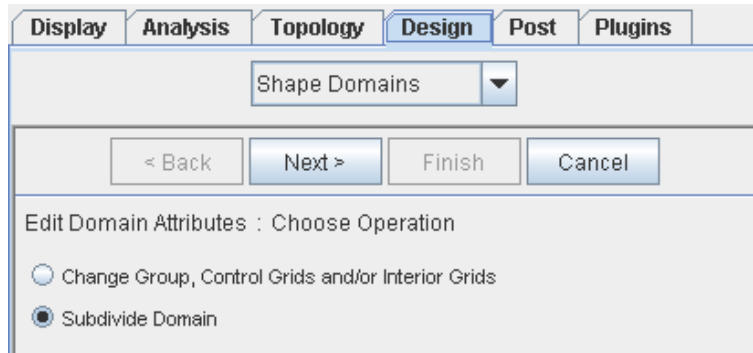 Display Analysis Topology Design Post Plugins
Shape Domains
< Back Next > Finish Cancel
Edit Domain Attributes : Choose Operation
Change Group, Control Grids and/or Interior Grids
Subdivide Domain